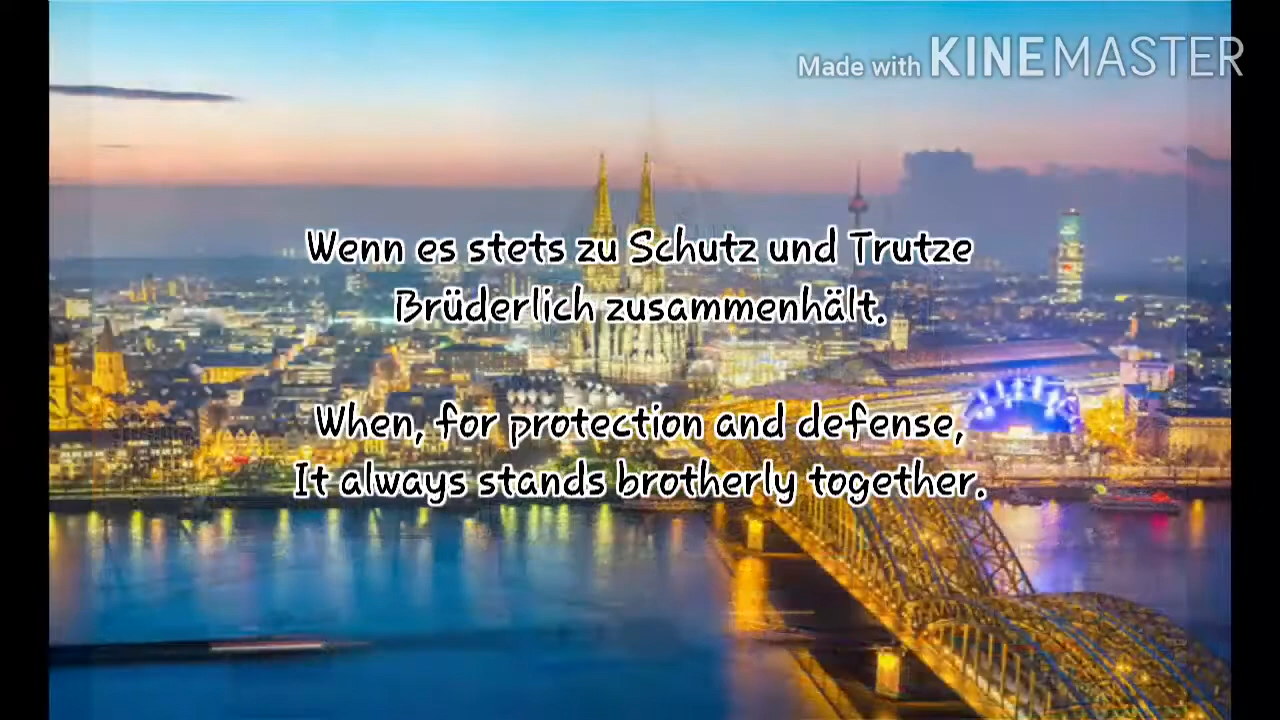 Made with KINEMASTER
Wenn es stets zu Schutz und Trutze
Brüderlich zusammenhält.
When, for protection and defense,
It always stands brotherly together.